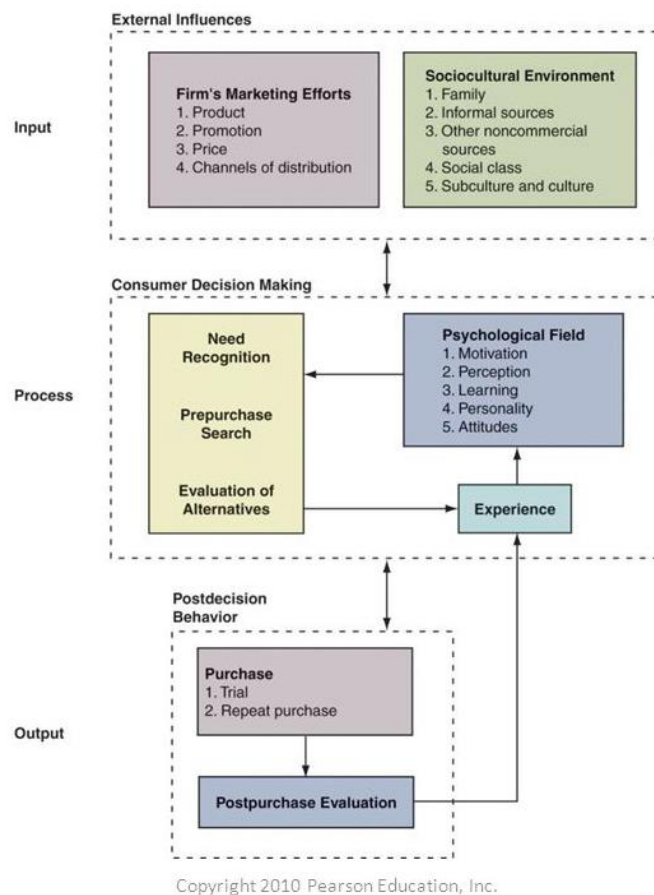 External Influences
Input
Firm's Marketing Efforts
1. Product
2. Promotion
3. Price
4. Channels of distribution
Sociocultural Environment
1. Family
2. Informal sources
3. Other noncommercial
sources
4. Social class
5. Subculture and culture
Consumer Decision Making
Process
Need
Recognition
Prepurchase
Search
Evaluation of
Alternatives
Psychological Field
1. Motivation
2. Perception
3. Learning
4. Personality
5. Attitudes
Experience
Postdecision
Behavior
Output
Purchase
1. Trial
2. Repeat purchase
Postpurchase Evaluation
Copyright 2010 Pearson Education, Inc.